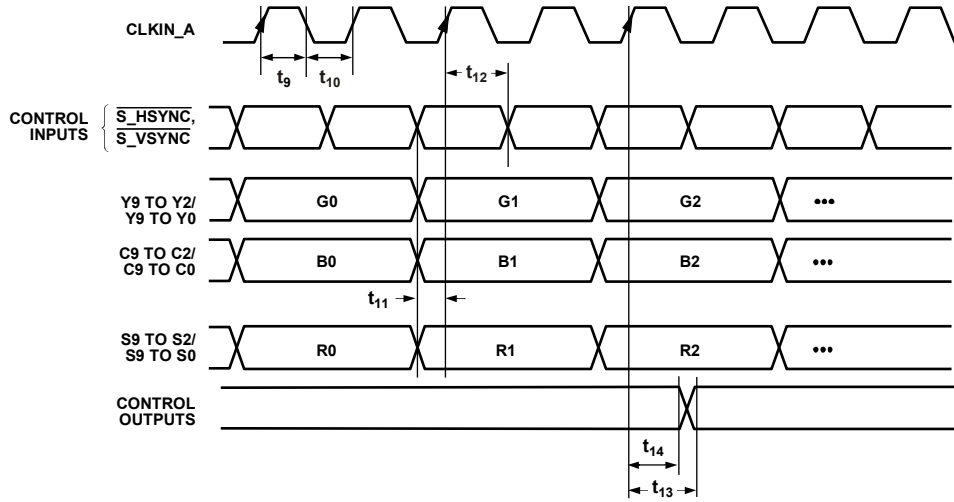 CLKIN_A
t9
t10
t12
CONTROL
INPUTS
S_HSYNC,
S_VSYNC
Y9 TO Y2/
Y9 TO Y0
G0
G1
G2
•••
C9 TO C2/
C9 TO C0
B0
B1
B2
•••
t11
S9 TO S2/
S9 TO S0
R0
R1
R2
•••
CONTROL
OUTPUTS
t14
t13